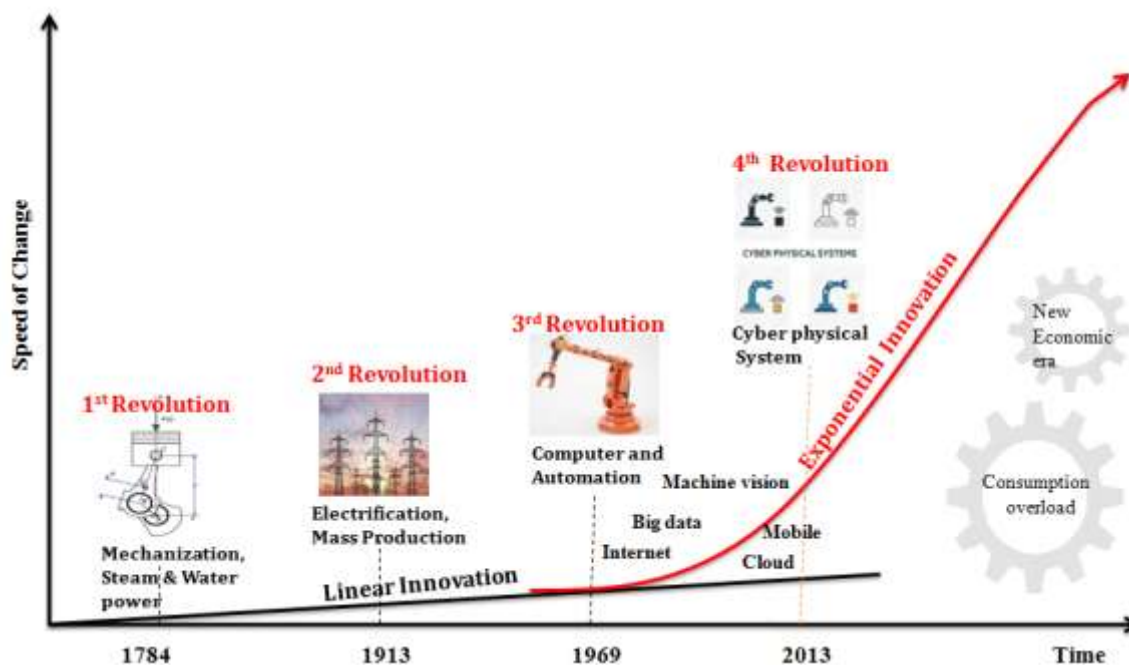 Speed of Change
1st Revolution
Mechanization,
Steam & Water
power
2nd Revolution
Electrification,
Mass Production
3rd Revolution
Computer and
Automation
4th Revolution
CYBER PHYSICAL SYSTEMS
Cyber physical
System
Machine vision
Big data
Internet
Mobile
Cloud
Linear Innovation
Exponential Innovation
New
Economic
era
Consumption
overload
1784
1913
1969
2013
Time